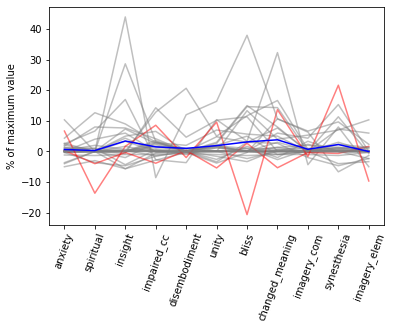 % of maximum value
40
30
20
10
0
−10
−20
anxiety
spiritual
insight
impaired_cc
disembodiment
unity
bliss
changed_meaning
imagery_com
synesthesia
imagery_elem